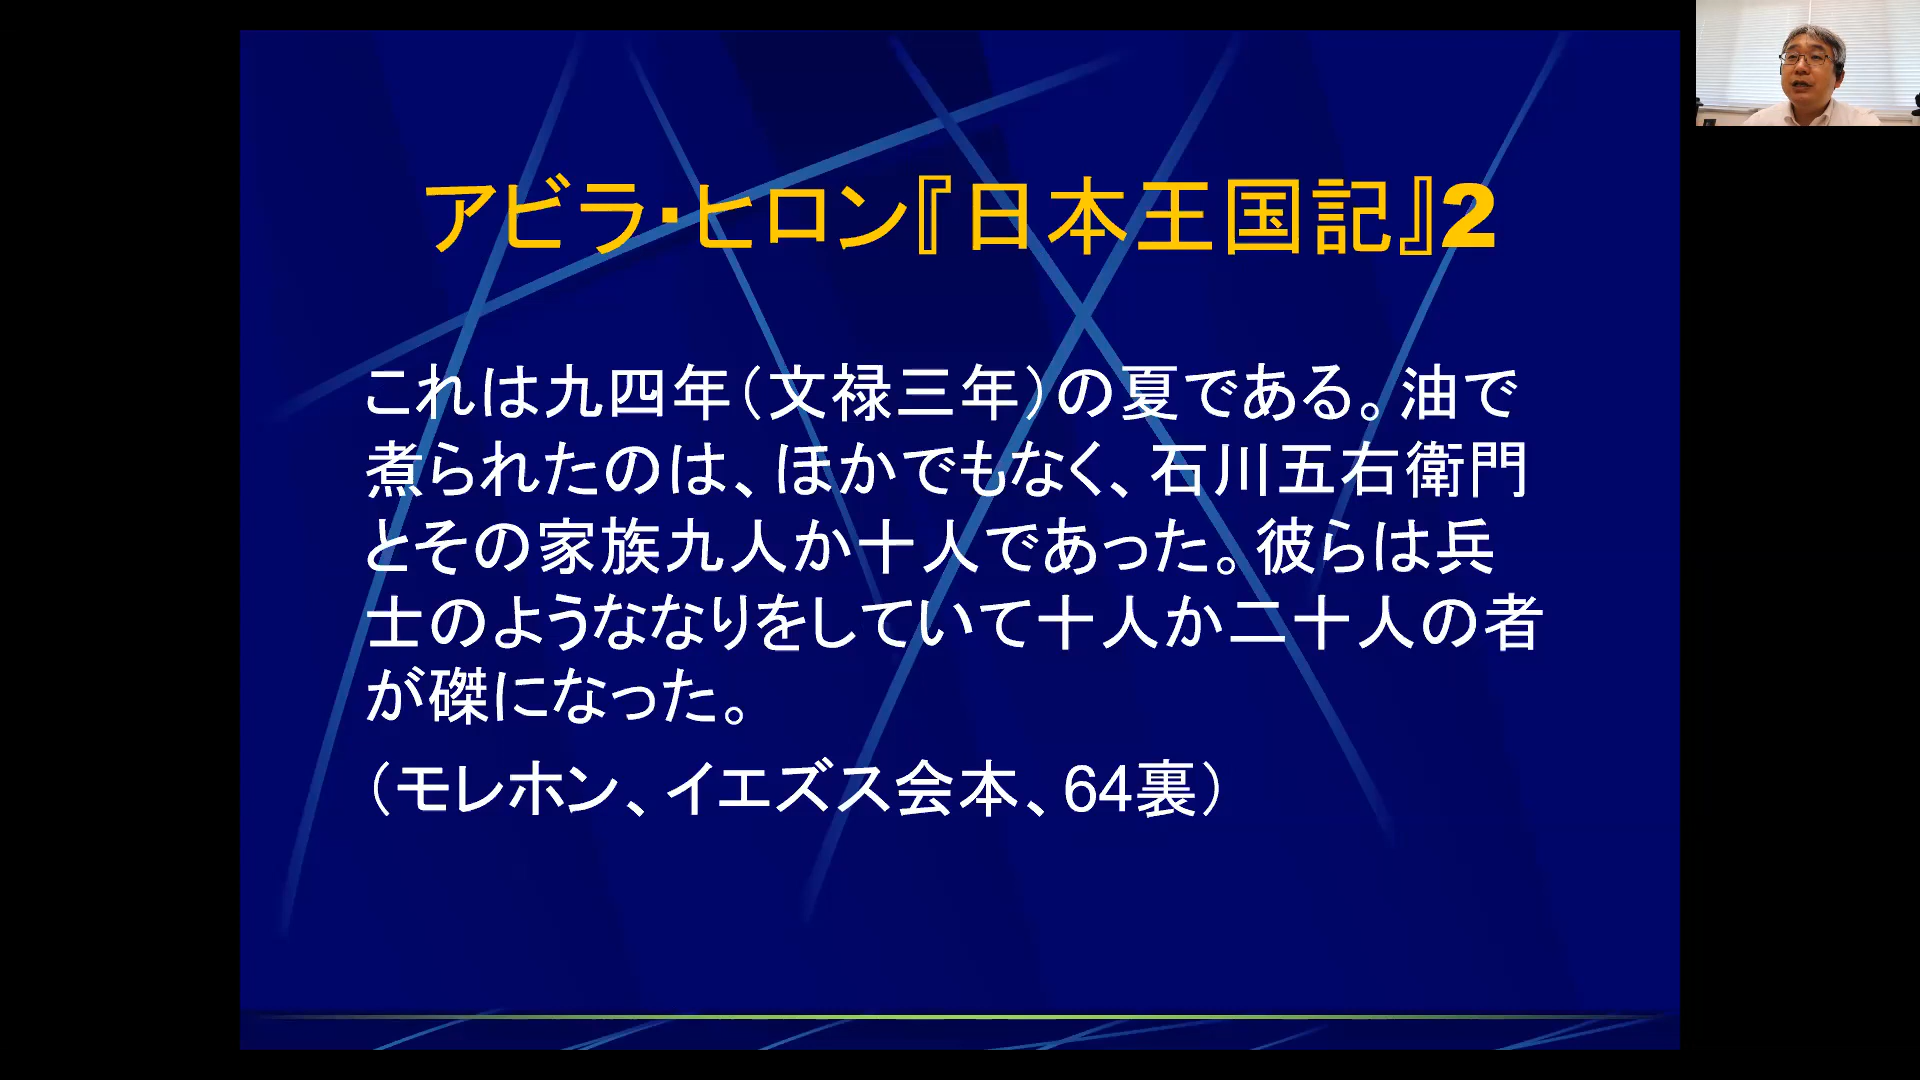 アビラ・ヒロン『日本王国記』2
これは九四年（文禄三年）の夏である。油で
煮られたのは、ほかでもなく、石川五右衛門
とその家族九人か十人であった。彼らは兵
士のようななりをしていて十人か二十人の者
が磔になった。
（モレホン、イエズス会本、64裏）